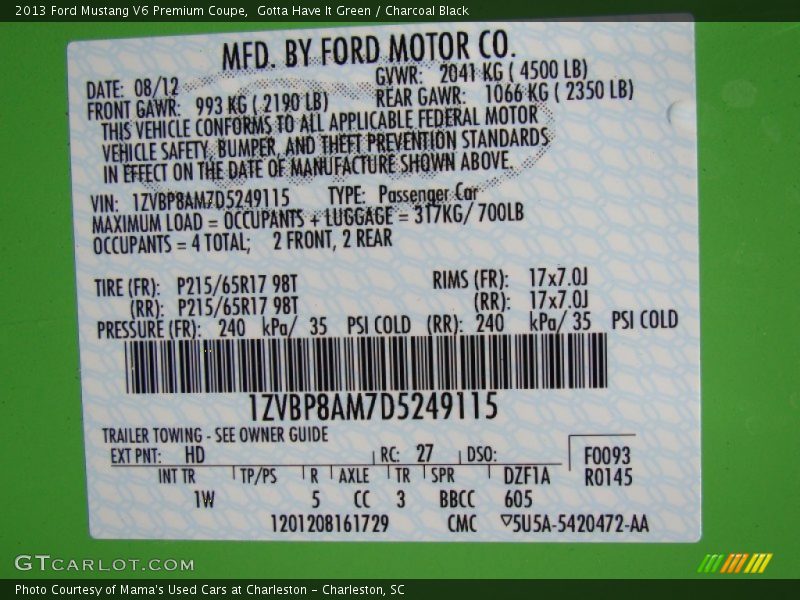 2013 Ford Mustang V6 Premium Coupe,  Gotta Have It Green / Charcoal Black
MFD. BY FORD MOTOR CO.
DATE: 08/12 GVWR: 2041 KG ( 4500 LB)
FRONT GAWR: 993 KG ( 2190 LB) REAR GAWR: 1066 KG ( 2350 LB)
THIS VEHICLE CONFORMS TO ALL APPLICABLE FEDERAL MOTOR
VEHICLE SAFETY, BUMPER, AND THEFT PREVENTION STANDARDS
IN EFFECT ON THE DATE OF MANUFACTURE SHOWN ABOVE.
VIN: 1ZVBP8AM7D5249115 TYPE: Passenger Car
MAXIMUM LOAD = OCCUPANTS + LUGGAGE = 317KG/ 700LB
OCCUPANTS = 4 TOTAL; 2 FRONT, 2 REAR
TIRE (FR): P215/65R17 98T RIMS (FR): 17x7.0J
(RR): P215/65R17 98T (RR): 17x7.0J
PRESSURE (FR): 240 kPa/ 35 PSI COLD (RR): 240 kPa/ 35 PSI COLD
1ZVBP8AM7D5249115
TRAILER TOWING - SEE OWNER GUIDE
EXT PNT: HD RC: 27 DSO: F0093
INT TR TP/PS R AXLE TR SPR DZF1A R0145
1W 5 CC 3 BBCC 605
1201208161729 CMC ▽5U5A-5420472-AA
GTCARLOT.COM
Photo Courtesy of Mama's Used Cars at Charleston - Charleston, SC